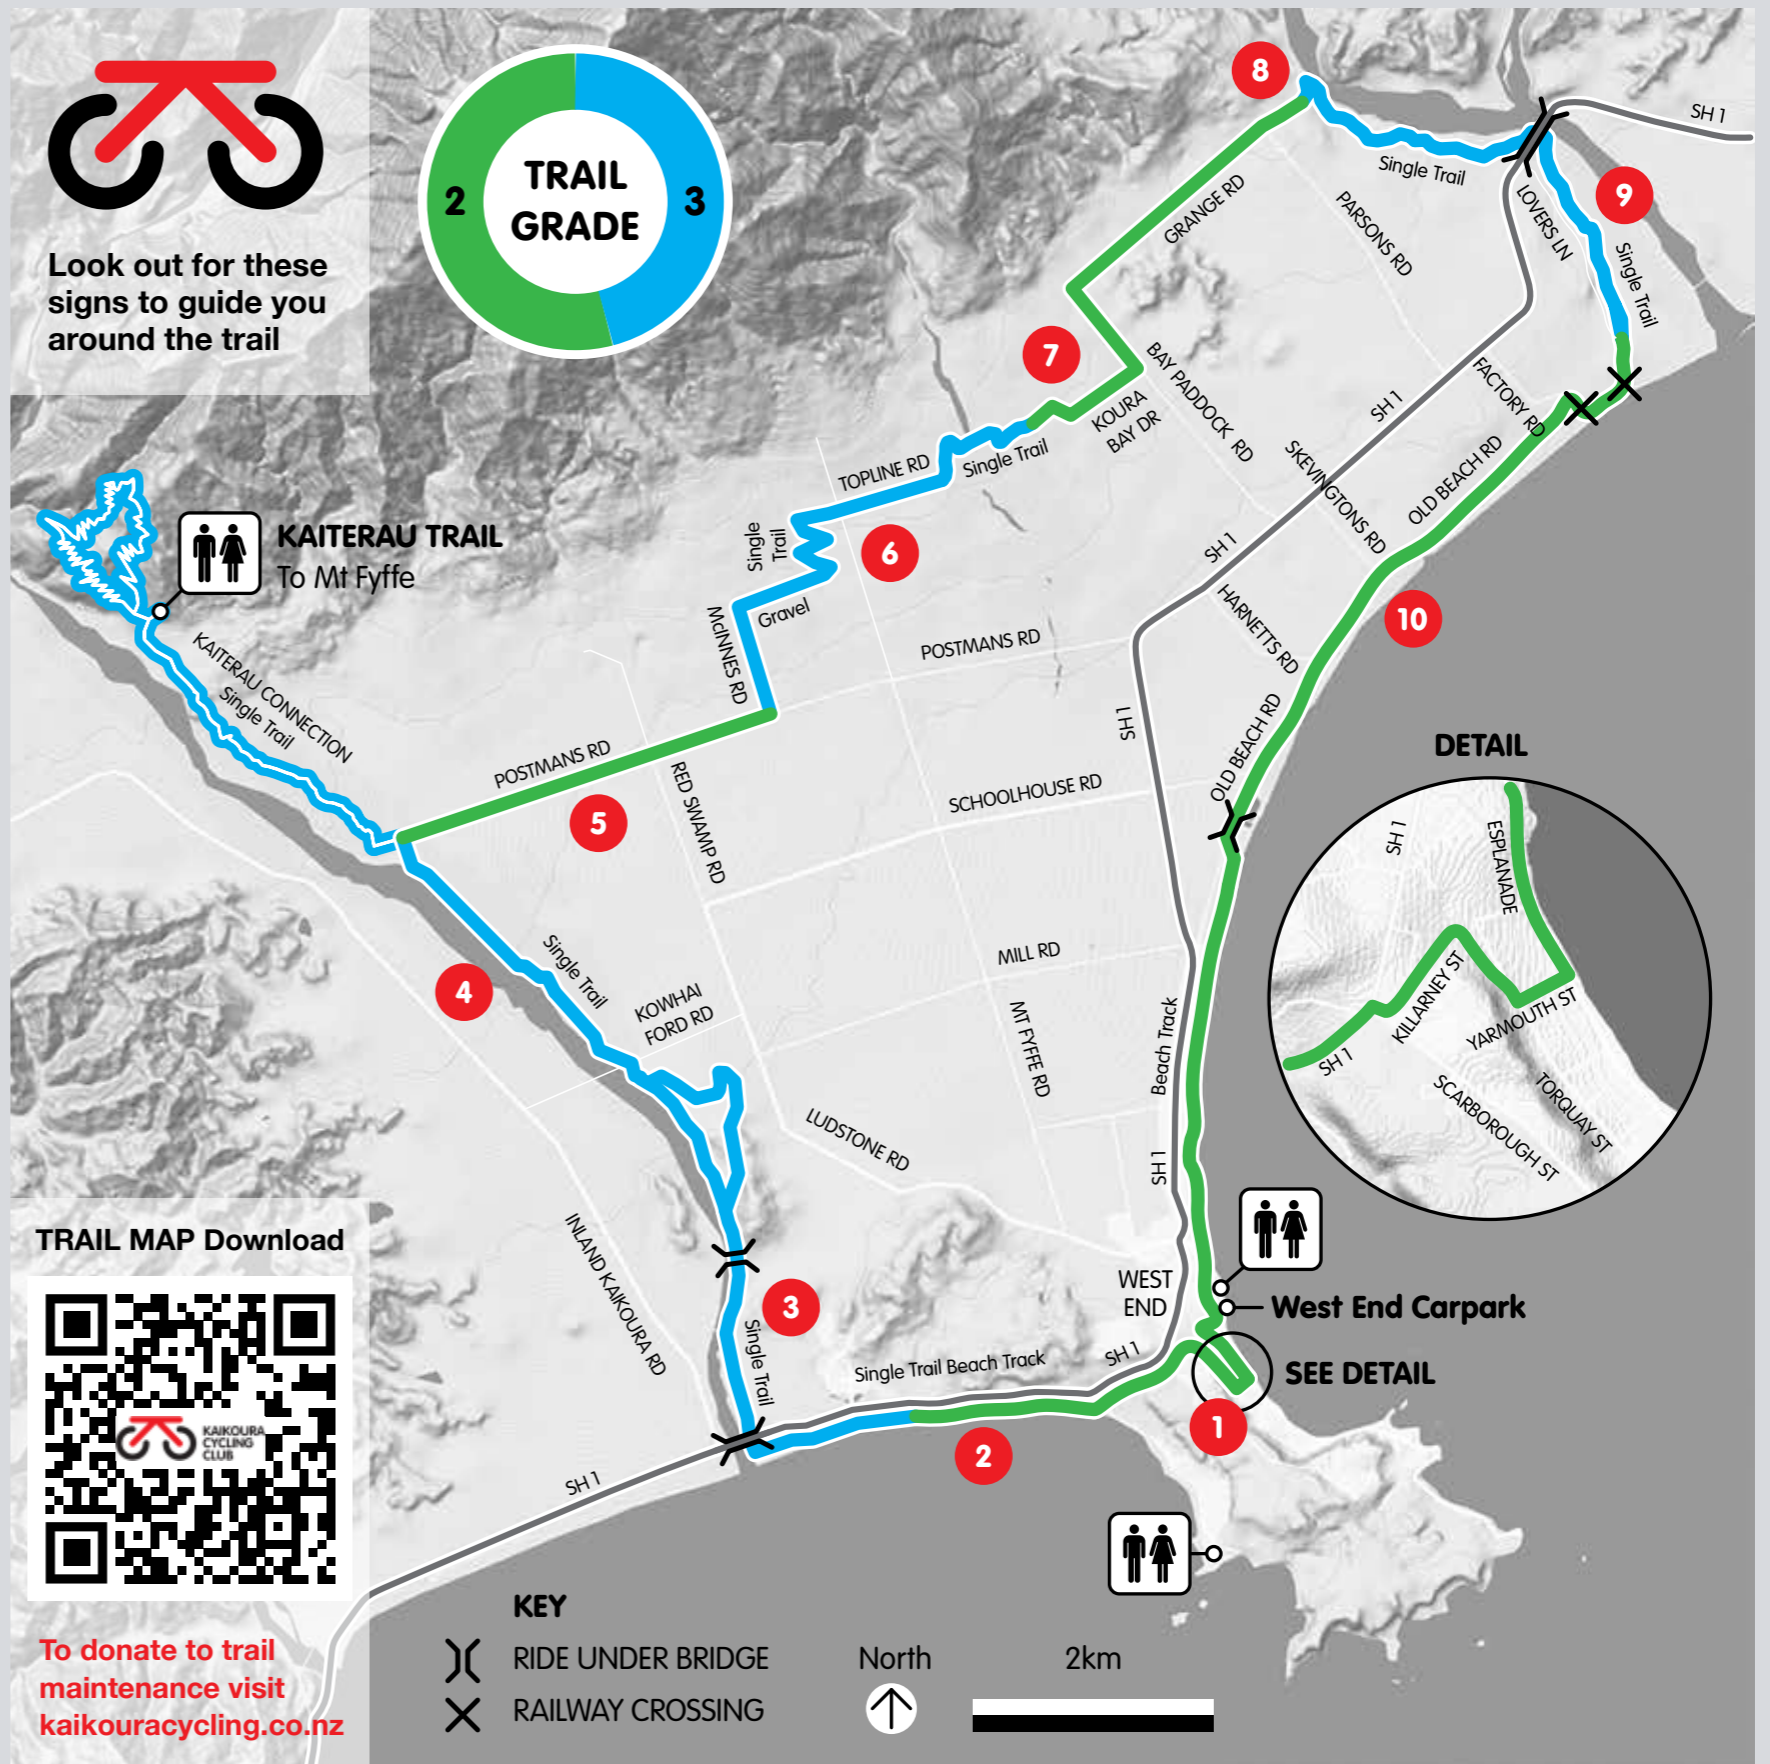 Look out for these
signs to guide you
around the trail
TRAIL
GRADE
2
3
8
SH 1
Single Trail
9
LOVERS LN
Single Trail
GRANGE RD
PARSONS RD
7
BAY PADDOCK RD
KOURA
BAY DR
FACTORY RD
SH 1
SKEVINGTONS RD
OLD BEACH RD
TOPLINE RD
Single Trail
Single
Trail
6
SH 1
KAITERAU TRAIL
To Mt Fyffe
Gravel
McINNES RD
POSTMANS RD
HARNETTS RD
10
KAITERAU CONNECTION
Single Trail
SH 1
OLD BEACH RD
POSTMANS RD
5
RED SWAMP RD
SCHOOLHOUSE RD
DETAIL
SH 1
ESPLANADE
KILLARNEY ST
YARMOUTH ST
SH 1
SCARBOROUGH ST
TORQUAY ST
4
Single Trail
KOWHAI
FORD RD
MILL RD
MT FYFFE RD
Beach Track
SH 1
LUDSTONE RD
INLAND KAIKOURA RD
3
Single Trail
WEST
END
West End Carpark
SEE DETAIL
Single Trail Beach Track
SH 1
1
2
SH 1
TRAIL MAP Download
KAIKOURA
CYCLING
CLUB
To donate to trail
maintenance visit
kaikouracycling.co.nz
KEY
RIDE UNDER BRIDGE
RAILWAY CROSSING
North
2km